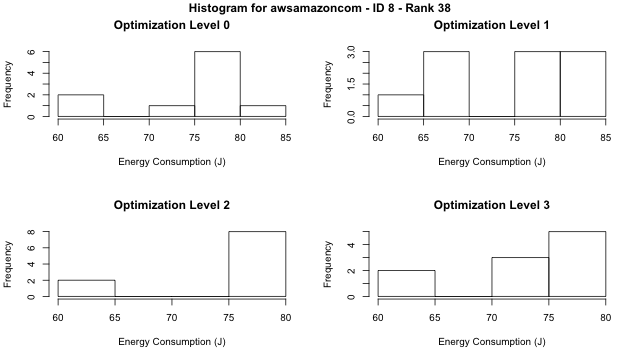 Histogram for awsamazoncom - ID 8 - Rank 38
Optimization Level 0
Frequency
0 2 4 6
60 65 70 75 80 85
Energy Consumption (J)
Optimization Level 1
Frequency
0.0 1.5 3.0
60 65 70 75 80 85
Energy Consumption (J)
Optimization Level 2
Frequency
0 2 4 6 8
60 65 70 75 80
Energy Consumption (J)
Optimization Level 3
Frequency
0 2 4
60 65 70 75 80
Energy Consumption (J)